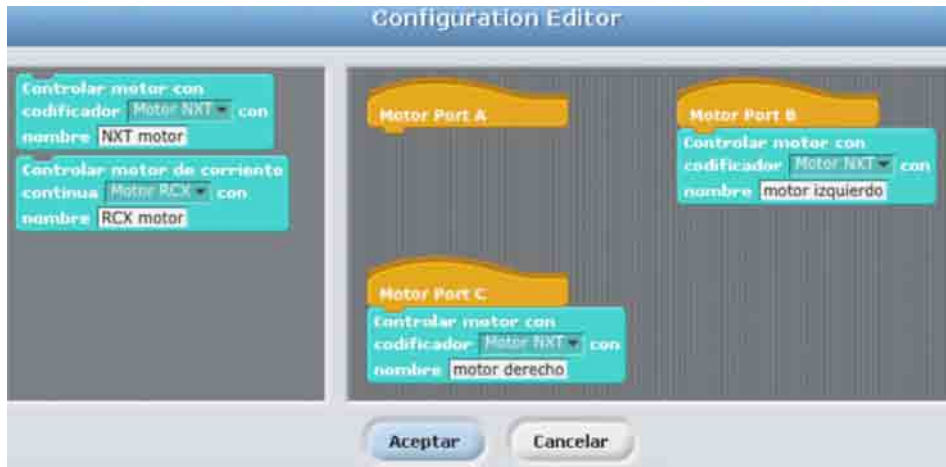 Configuration Editor
Controlar motor con
codificador Motor NXT con
nombre NXT motor
Controlar motor de corriente
continua Motor RCX con
nombre RCX motor
Motor Port A
Motor Port B
Controlar motor con
codificador Motor NXT con
nombre motor izquierdo
Motor Port C
Controlar motor con
codificador Motor NXT con
nombre motor derecho
Aceptar
Cancelar